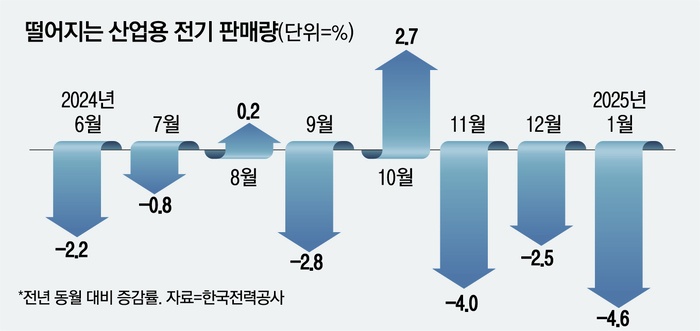 떨어지는 산업용 전기 판매량(단위=%)
2.7
2024년
6월
7월
0.2
9월
11월
12월
2025년
1월
8월
10월
-0.8
-2.2
-2.8
-4.0
-2.5
-4.6
*전년 동월 대비 증감률. 자료=한국전력공사